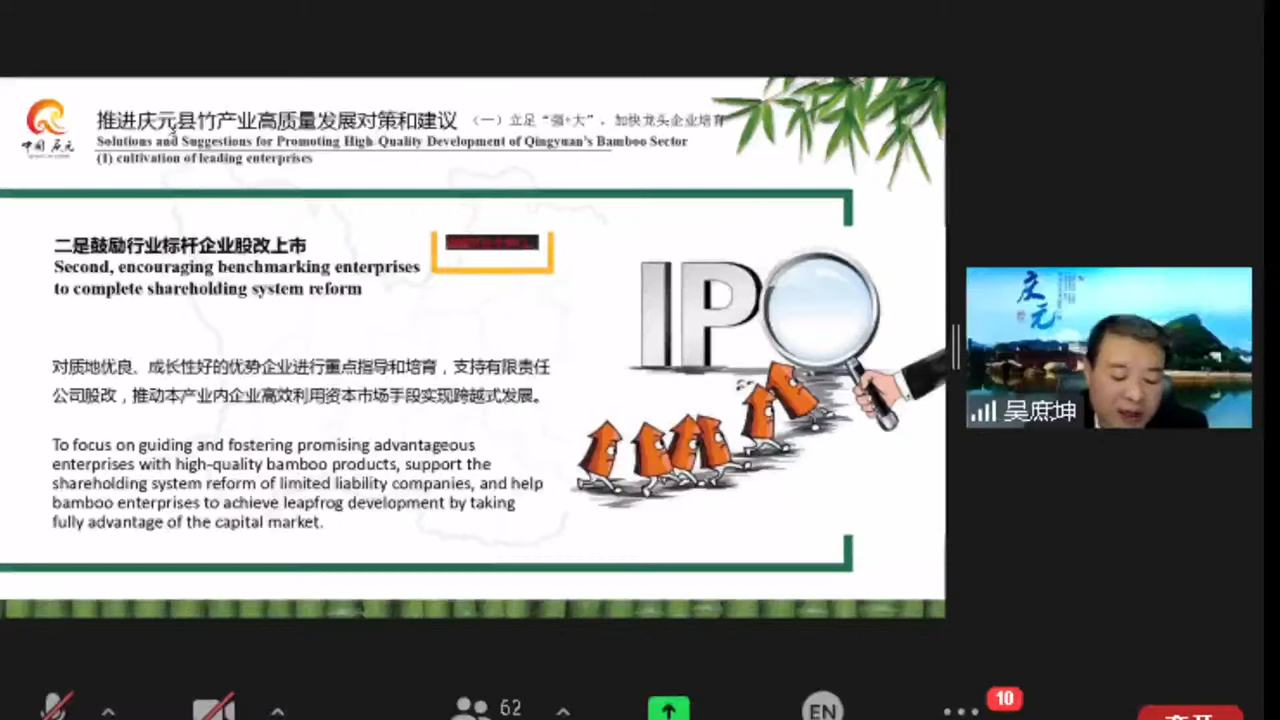 推进庆元县竹产业高质量发展对策和建议 （一）立足“强+大”，加快龙头企业培育
Solutions and Suggestions for Promoting High-Quality Development of Qingyuan's Bamboo Sector
(1) cultivation of leading enterprises
中国 庆元
二是鼓励行业标杆企业股改上市
Second, encouraging benchmarking enterprises
to complete shareholding system reform
对质地优良、成长性好的优势企业进行重点指导和培育，支持有限责任
公司股改，推动本产业内企业高效利用资本市场手段实现跨越式发展。
To focus on guiding and fostering promising advantageous
enterprises with high-quality bamboo products, support the
shareholding system reform of limited liability companies, and help
bamboo enterprises to achieve leapfrog development by taking
fully advantage of the capital market.
IPO
庆元
吴庶坤
62
EN
10
离开